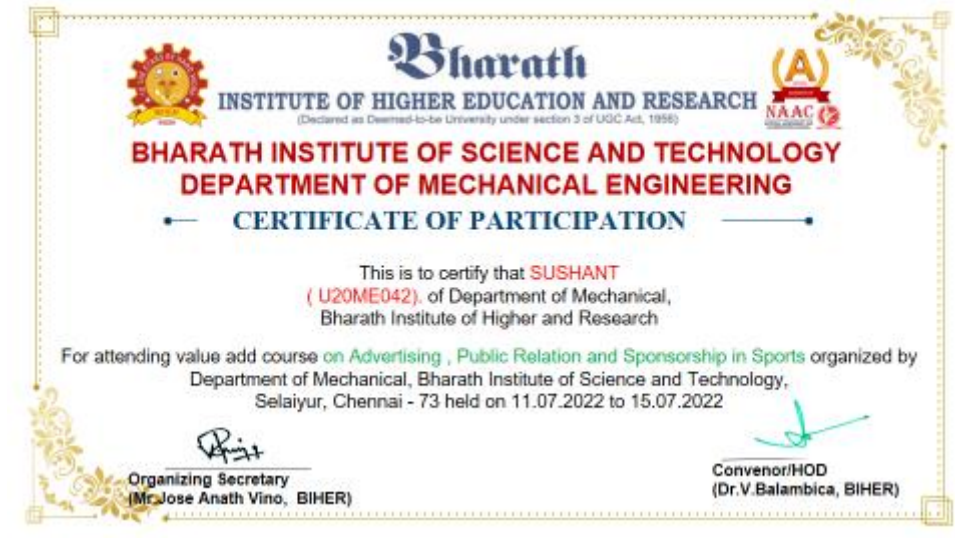 Bharath
INSTITUTE OF HIGHER EDUCATION AND RESEARCH
(Declared as Deemed-to-be University under section 3 of UGC Act, 1956)
NAAC
BHARATH INSTITUTE OF SCIENCE AND TECHNOLOGY
DEPARTMENT OF MECHANICAL ENGINEERING
CERTIFICATE OF PARTICIPATION
This is to certify that SUSHANT
( U20ME042). of Department of Mechanical,
Bharath Institute of Higher and Research
For attending value add course on Advertising , Public Relation and Sponsorship in Sports organized by
Department of Mechanical, Bharath Institute of Science and Technology,
Selaiyur, Chennai - 73 held on 11.07.2022 to 15.07.2022
Organizing Secretary
(Mr.Jose Anath Vino, BIHER)
Convenor/HOD
(Dr.V.Balambica, BIHER)